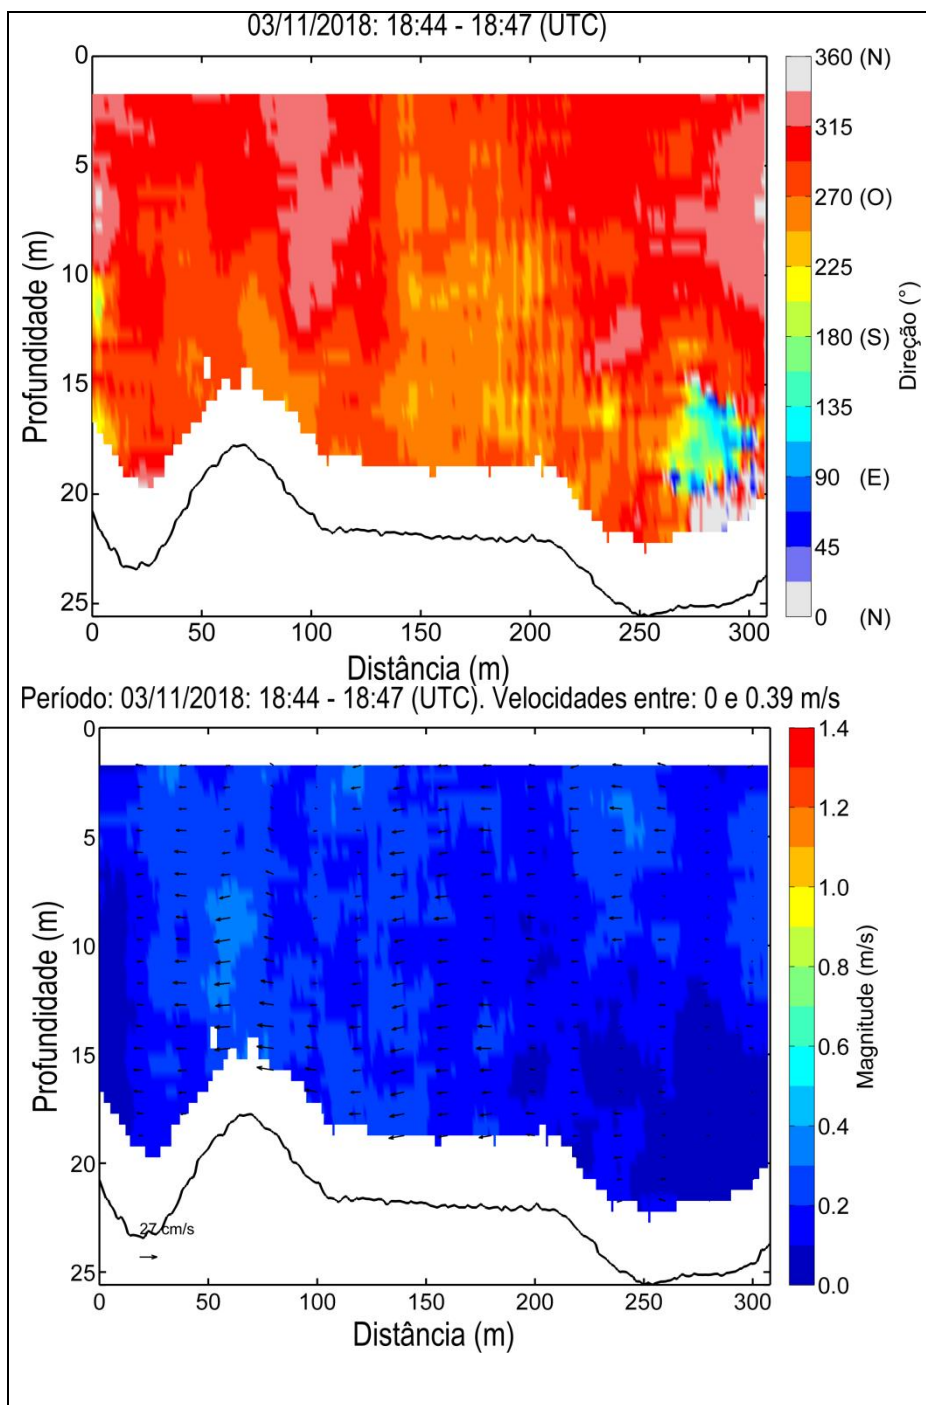 03/11/2018: 18:44 - 18:47 (UTC)
0
5
10
15
20
25
Profundidade (m)
0 50 100 150 200 250 300
Distância (m)
360 (N)
315
270 (O)
225
180 (S)
135
90 (E)
45
0 (N)
Direção (°)
Período: 03/11/2018: 18:44 - 18:47 (UTC). Velocidades entre: 0 e 0.39 m/s
0
5
10
15
20
25
Profundidade (m)
27 cm/s
0 50 100 150 200 250 300
Distância (m)
1.4
1.2
1.0
0.8
0.6
0.4
0.2
0.0
Magnitude (m/s)